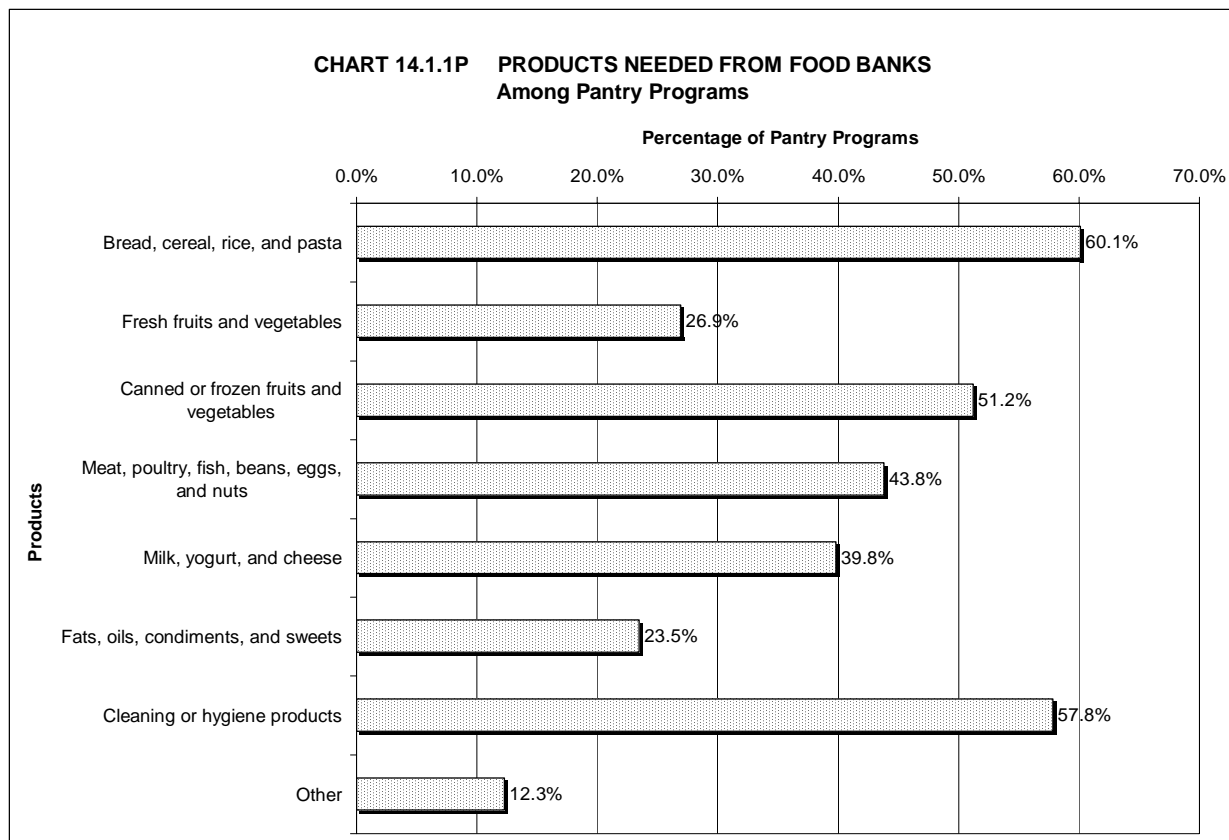 CHART 14.1.1P PRODUCTS NEEDED FROM FOOD BANKS
Among Pantry Programs
Percentage of Pantry Programs
0.0% 10.0% 20.0% 30.0% 40.0% 50.0% 60.0% 70.0%
Products
Bread, cereal, rice, and pasta 60.1%
Fresh fruits and vegetables 26.9%
Canned or frozen fruits and
vegetables 51.2%
Meat, poultry, fish, beans, eggs,
and nuts 43.8%
Milk, yogurt, and cheese 39.8%
Fats, oils, condiments, and sweets 23.5%
Cleaning or hygiene products 57.8%
Other 12.3%